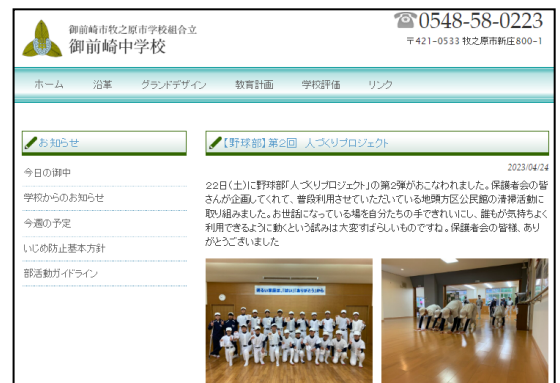 御前崎市牧之原市学校組合立
御前崎中学校
☎0548-58-0223
〒421-0533 牧之原市新庄800-1
ホーム 沿革 グランドデザイン 教育計画 学校評価 リンク
お知らせ
今日の御中
学校からのお知らせ
今週の予定
いじめ防止基本方針
部活動ガイドライン
【野球部】第2回 人づくりプロジェクト
2023/04/24
22日(土)に野球部「人づくりプロジェクト」の第2弾がおこなわれました。保護者会の皆
さんが企画してくれて、普段利用させていただいている地頭方区公民館の清掃活動に
取り組みました。お世話になっている場を自分たちの手できれいにし、誰もが気持ちよく
利用できるように動くという試みは大変すばらしいものですね。保護者会の皆様、あり
がとうございました